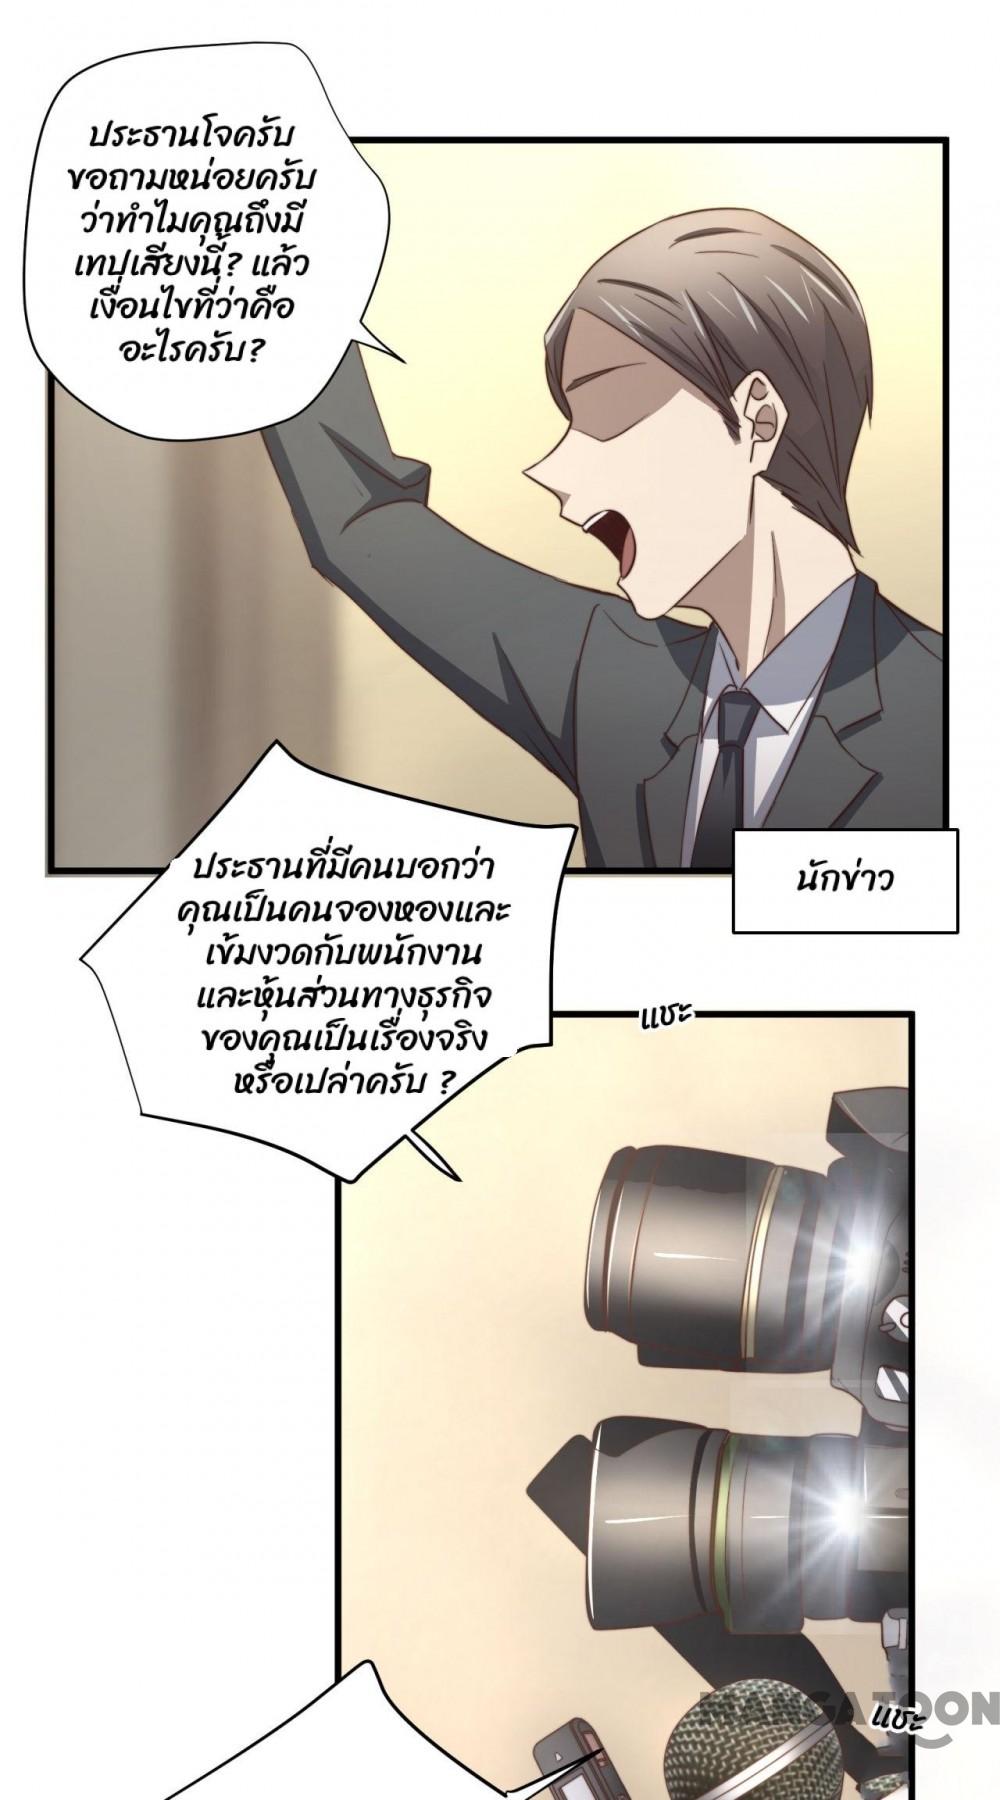 ประธานโจครับ
ขอถามหน่อยครับ
ว่าทำไมคุณถึงมี
เทปเสียงนี้? แล้ว
เงื่อนไขที่ว่าคือ
อะไรครับ?
นักข่าว
ประธานที่มีคนบอกว่า
คุณเป็นคนจองหองและ
เข้มงวดกับพนักงาน
และหุ้นส่วนทางธุรกิจ
ของคุณเป็นเรื่องจริง
หรือเปล่าครับ ?
แชะ
MANGATOON
แชะ